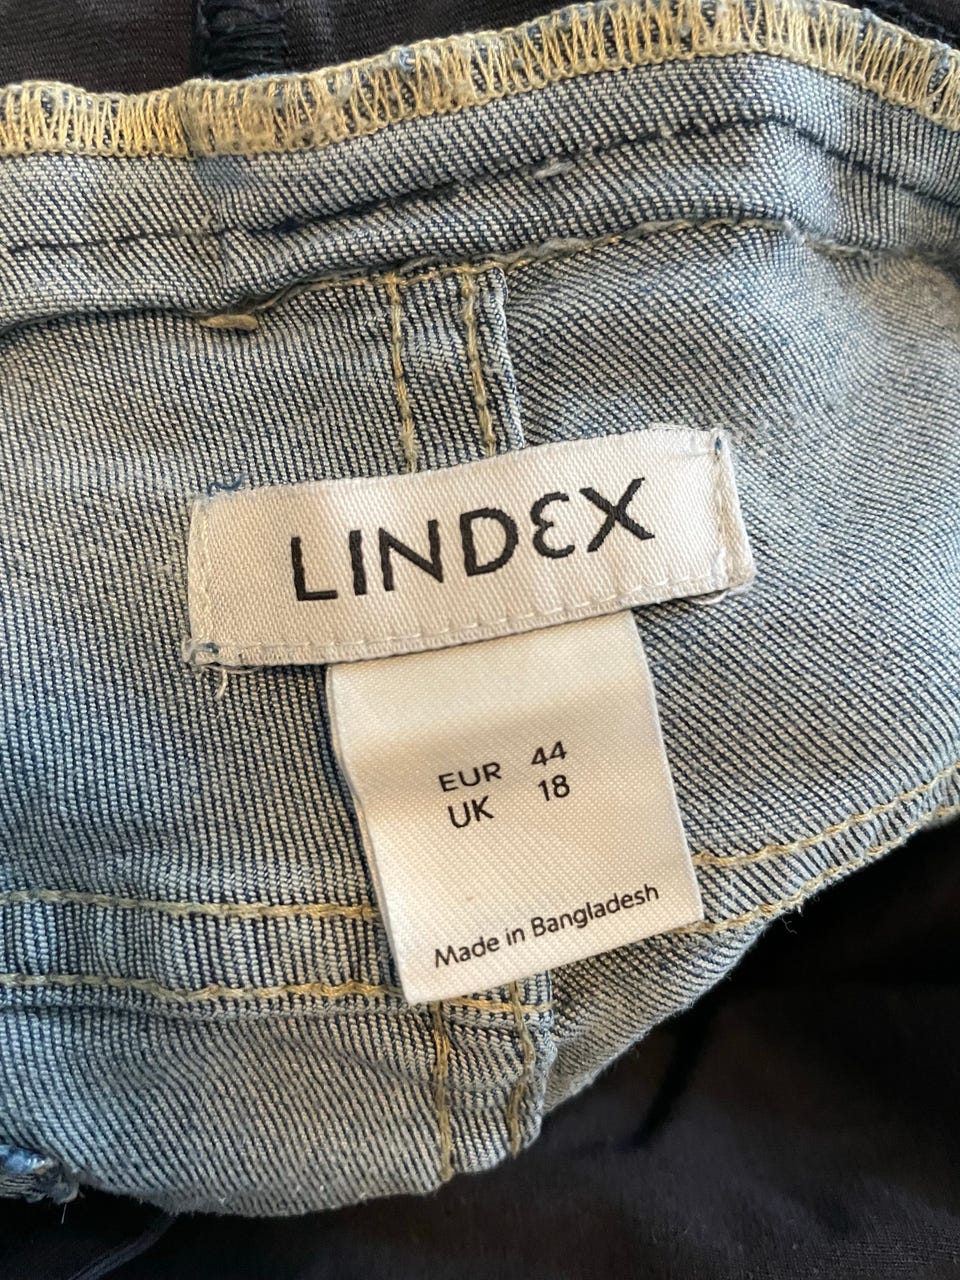 LINDEX
EUR 44
UK 18
Made in Bangladesh